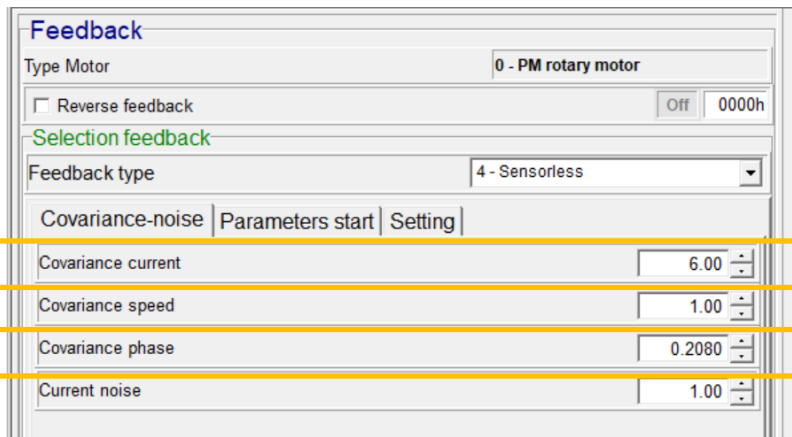 Feedback
Type Motor 0 - PM rotary motor
Reverse feedback Off 0000h
Selection feedback
Feedback type 4 - Sensorless
Covariance-noise Parameters start Setting
Covariance current 6.00
Covariance speed 1.00
Covariance phase 0.2080
Current noise 1.00